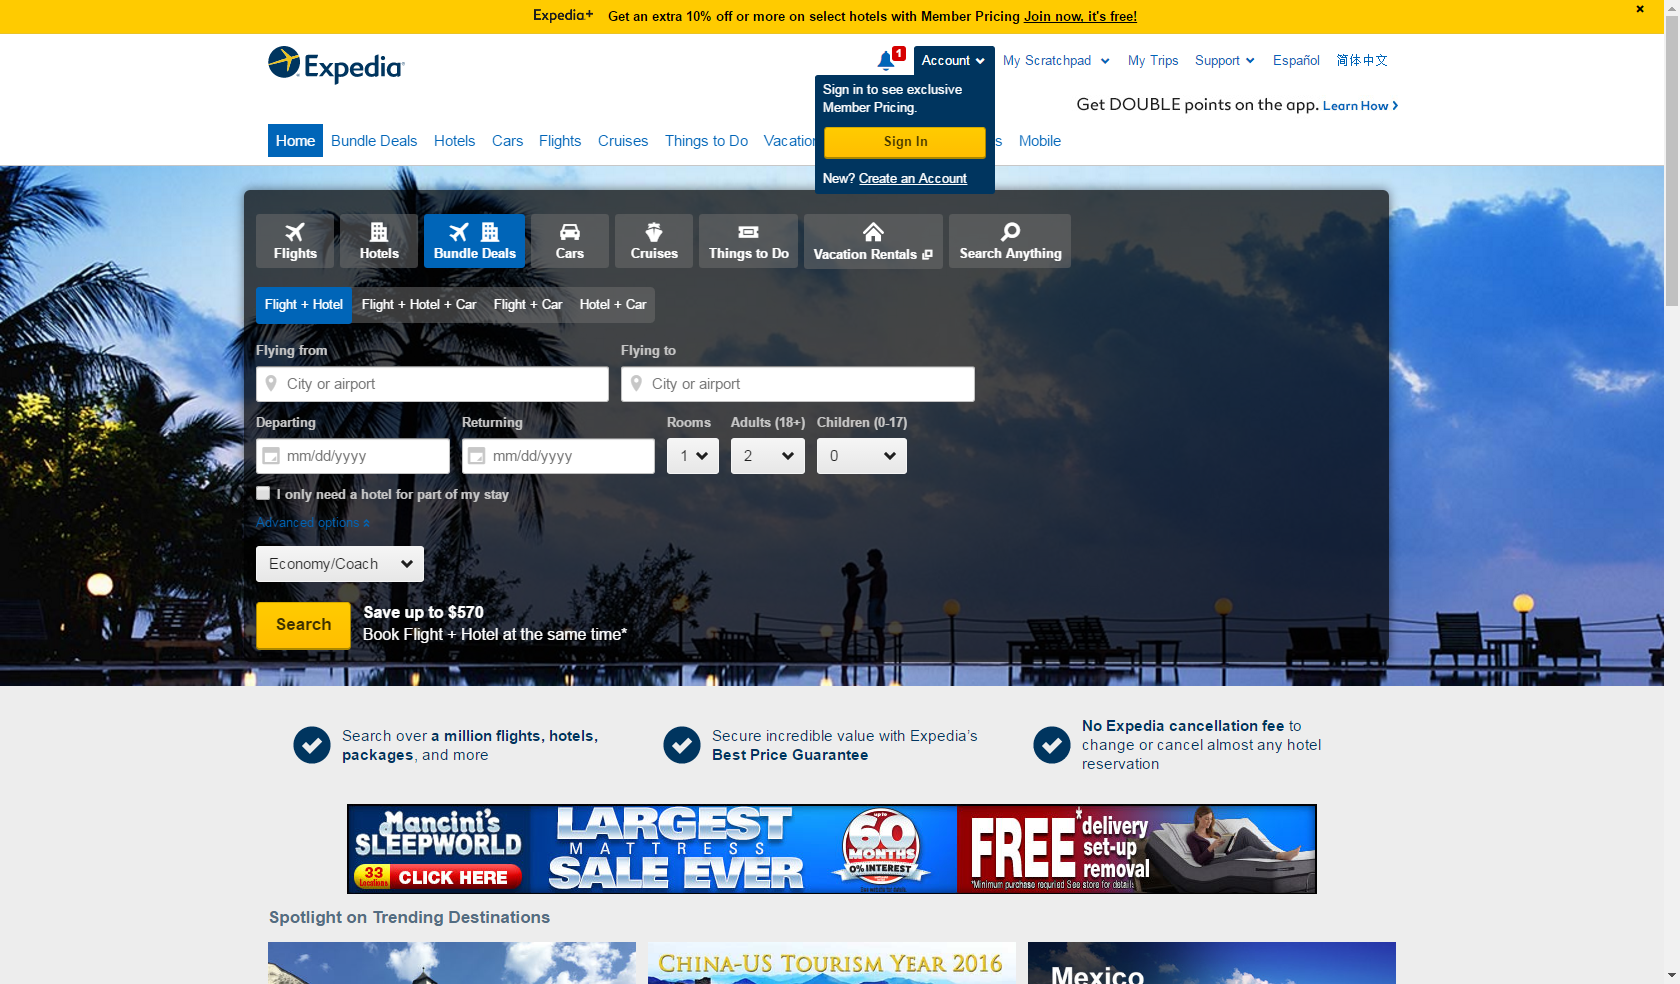 Expedia+ Get an extra 10% off or more on select hotels with Member Pricing Join now, it's free!
Expedia
1
Account
My Scratchpad
My Trips
Support
Español
简体中文
Sign in to see exclusive
Member Pricing.
Sign In
New? Create an Account
Get DOUBLE points on the app. Learn How
Home
Bundle Deals
Hotels
Cars
Flights
Cruises
Things to Do
Mobile
Flights
Hotels
Bundle Deals
Cars
Cruises
Things to Do
Vacation Rentals
Search Anything
Flight + Hotel
Flight + Hotel + Car
Flight + Car
Hotel + Car
Flying from
Flying to
City or airport
City or airport
Departing
Returning
Rooms
Adults (18+)
Children (0-17)
mm/dd/yyyy
mm/dd/yyyy
1
2
0
I only need a hotel for part of my stay
Advanced options
Economy/Coach
Search
Save up to $570
Book Flight + Hotel at the same time*
Search over a million flights, hotels,
packages, and more
Secure incredible value with Expedia's
Best Price Guarantee
No Expedia cancellation fee to
change or cancel almost any hotel
reservation
Mancini's
SLEEPWORLD
33
Locations
CLICK HERE
LARGEST
MATTRESS
SALE EVER
up to
60
MONTHS
0% INTEREST
See website for details
FREE*
delivery
set-up
removal
*Minimum purchase requried See store for details
Spotlight on Trending Destinations
CHINA-US TOURISM YEAR 2016
Mexico